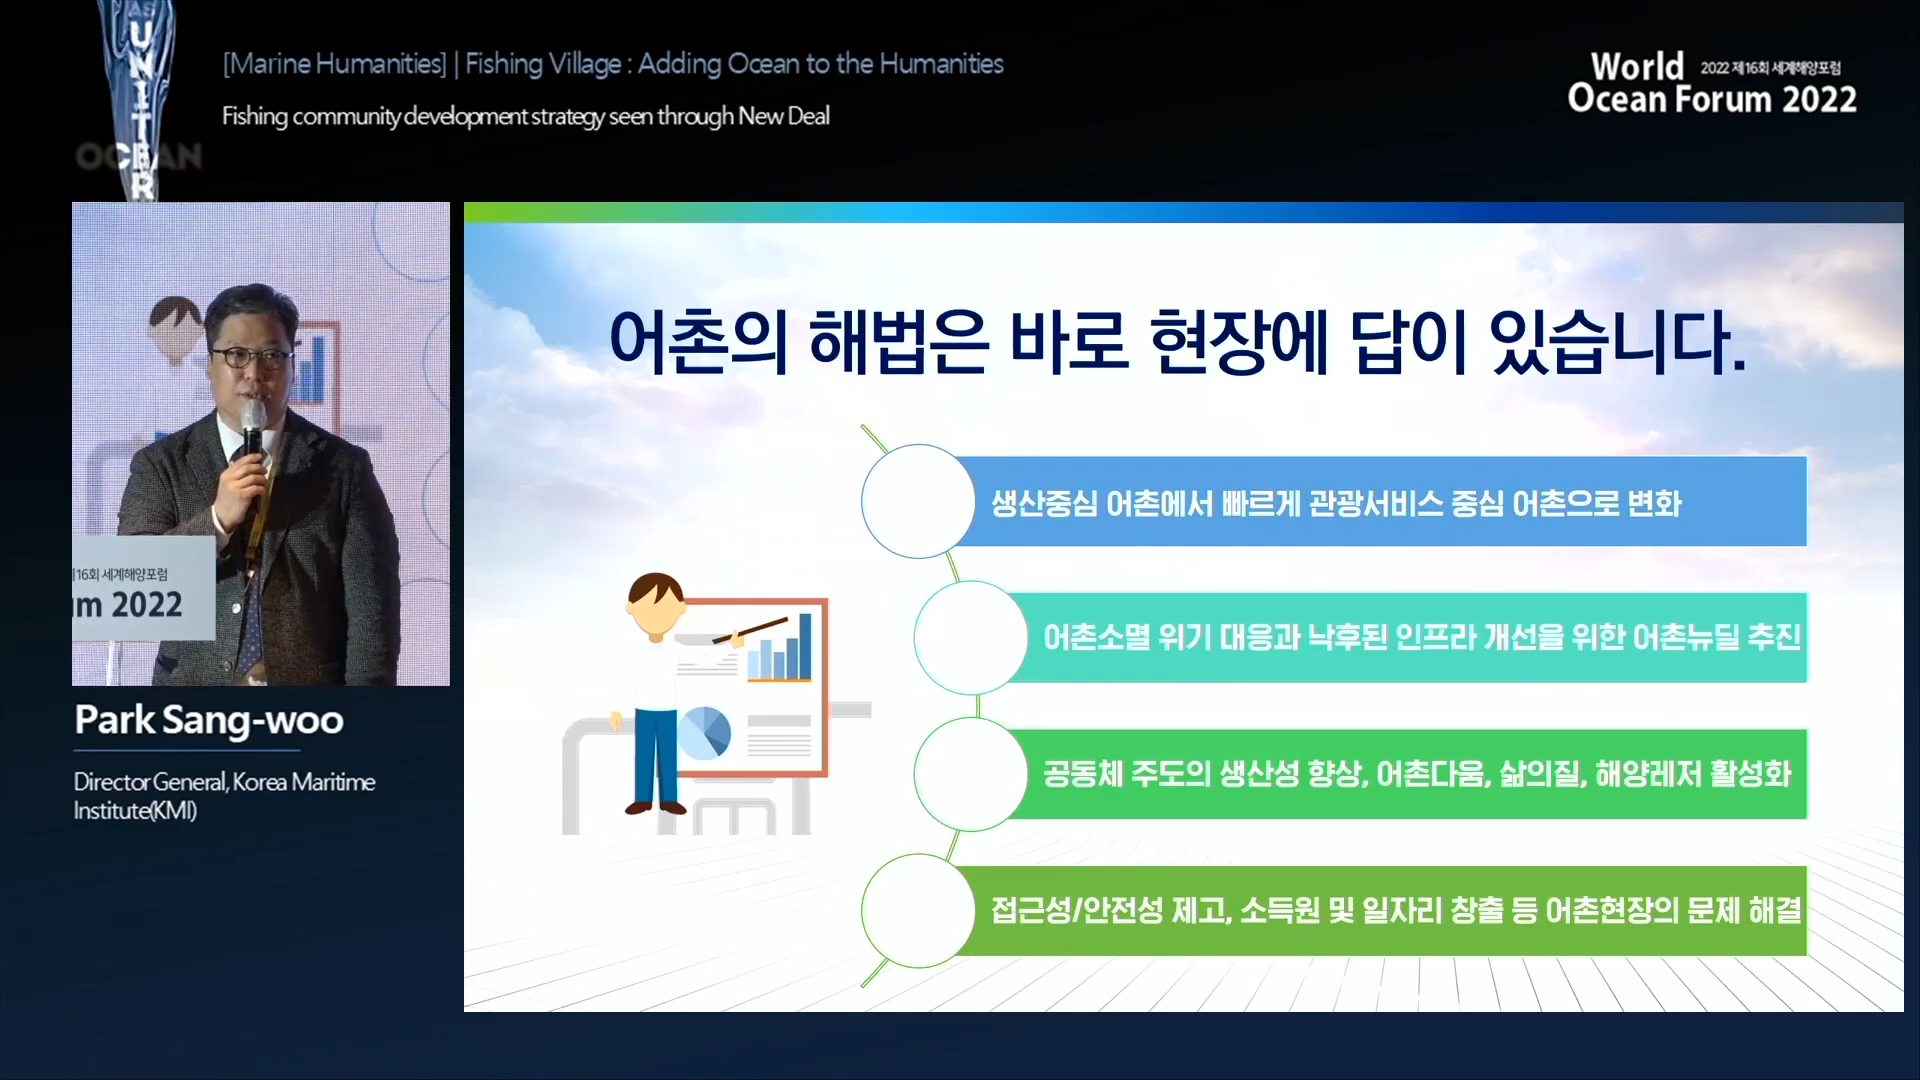 AS
UNITER
OCEAN
[Marine Humanities] | Fishing Village : Adding Ocean to the Humanities
Fishing community development strategy seen through New Deal
World 2022 제16회 세계해양포럼
Ocean Forum 2022
제16회 세계해양포럼
um 2022
Park Sang-woo
Director General, Korea Maritime
Institute(KMI)
어촌의 해법은 바로 현장에 답이 있습니다.
생산중심 어촌에서 빠르게 관광서비스 중심 어촌으로 변화
어촌소멸 위기 대응과 낙후된 인프라 개선을 위한 어촌뉴딜 추진
공동체 주도의 생산성 향상, 어촌다움, 삶의질, 해양레저 활성화
접근성/안전성 제고, 소득원 및 일자리 창출 등 어촌현장의 문제 해결